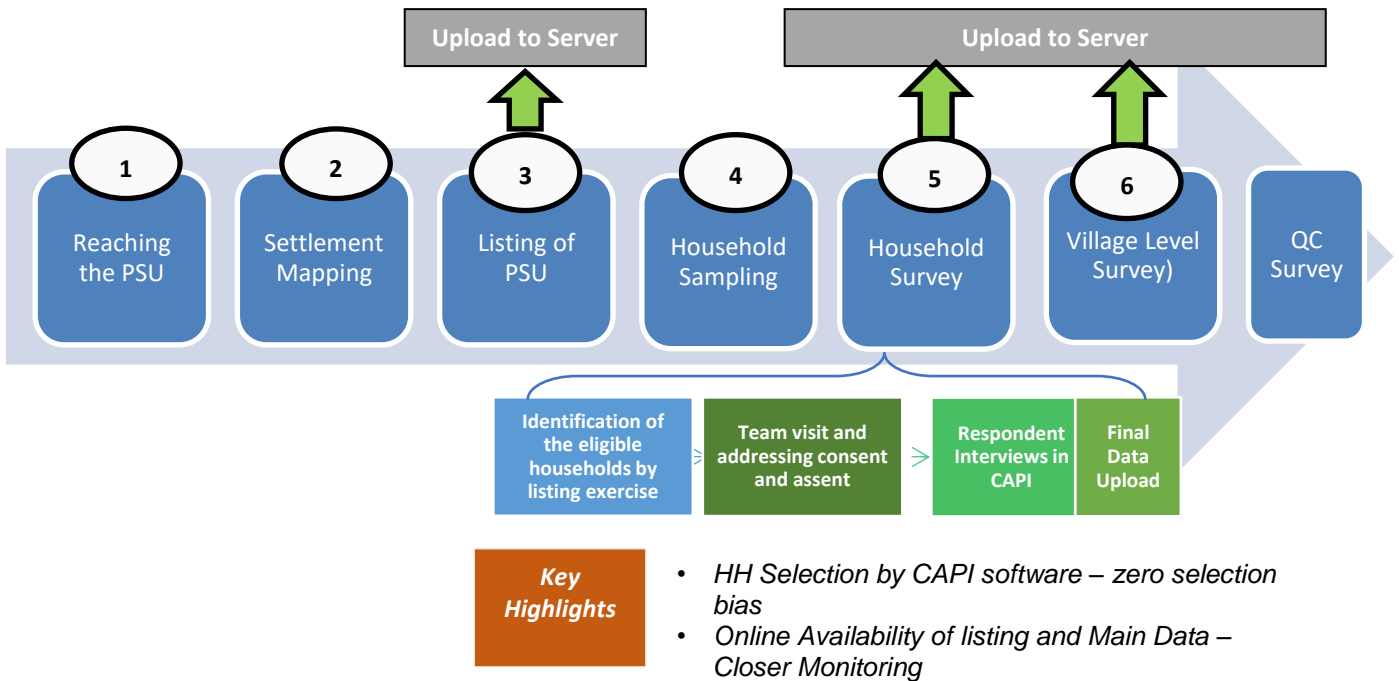 Upload to Server
Upload to Server
1
2
3
4
5
6
Reaching
the PSU
Settlement
Mapping
Listing of
PSU
Household
Sampling
Household
Survey
Village Level
Survey)
QC
Survey
Identification of
the eligible
households by
listing exercise
Team visit and
addressing consent
and assent
Respondent
Interviews in
CAPI
Final
Data
Upload
Key
Highlights
• HH Selection by CAPI software – zero selection
bias
• Online Availability of listing and Main Data –
Closer Monitoring